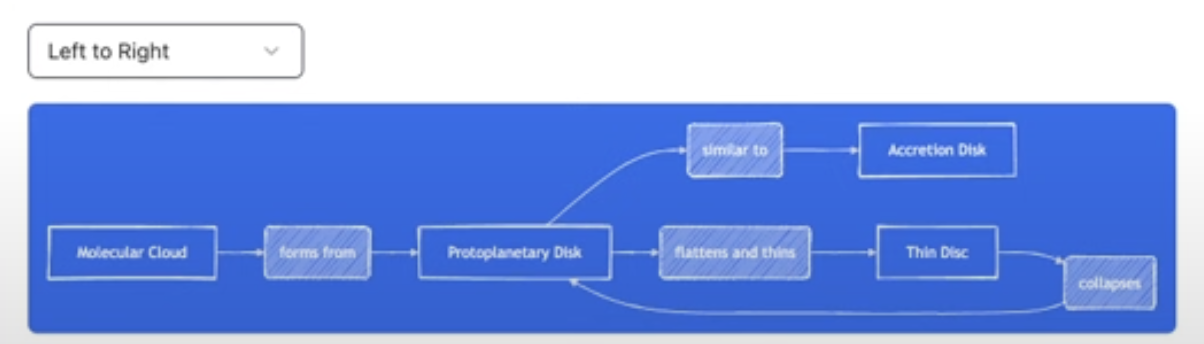 Left to Right
similar to
Accretion Disk
Molecular Cloud
forms from
Protoplanetary Disk
flattens and thins
Thin Disc
collapses